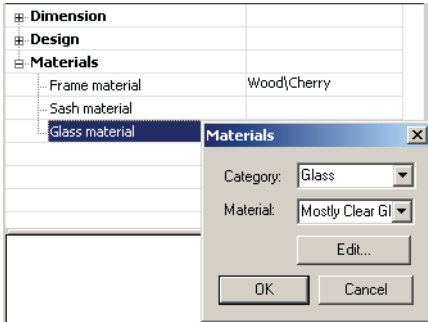 Dimension
Design
Materials
Frame material Wood\Cherry
Sash material
Glass material
Materials
Category: Glass
Material: Mostly Clear Gl
Edit...
OK Cancel